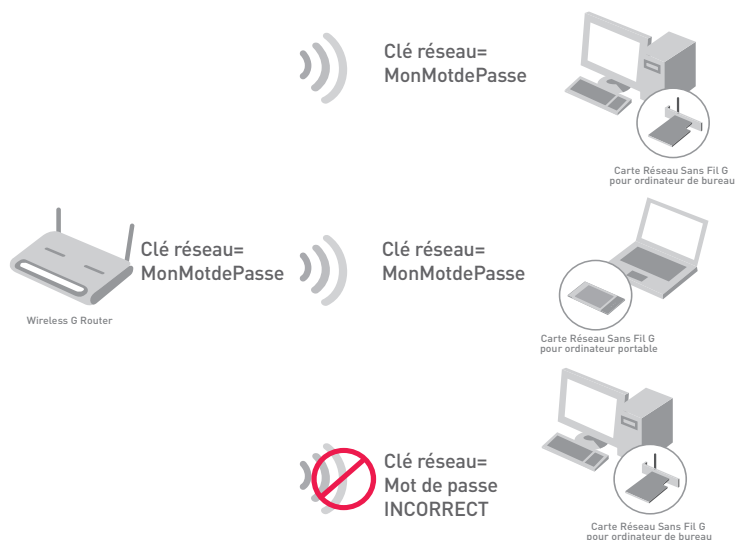 Clé réseau=
MonMotdePasse
Carte Réseau Sans Fil G
pour ordinateur de bureau
Clé réseau=
MonMotdePasse
Wireless G Router
Clé réseau=
MonMotdePasse
Carte Réseau Sans Fil G
pour ordinateur portable
Clé réseau=
Mot de passe
INCORRECT
Carte Réseau Sans Fil G
pour ordinateur de bureau